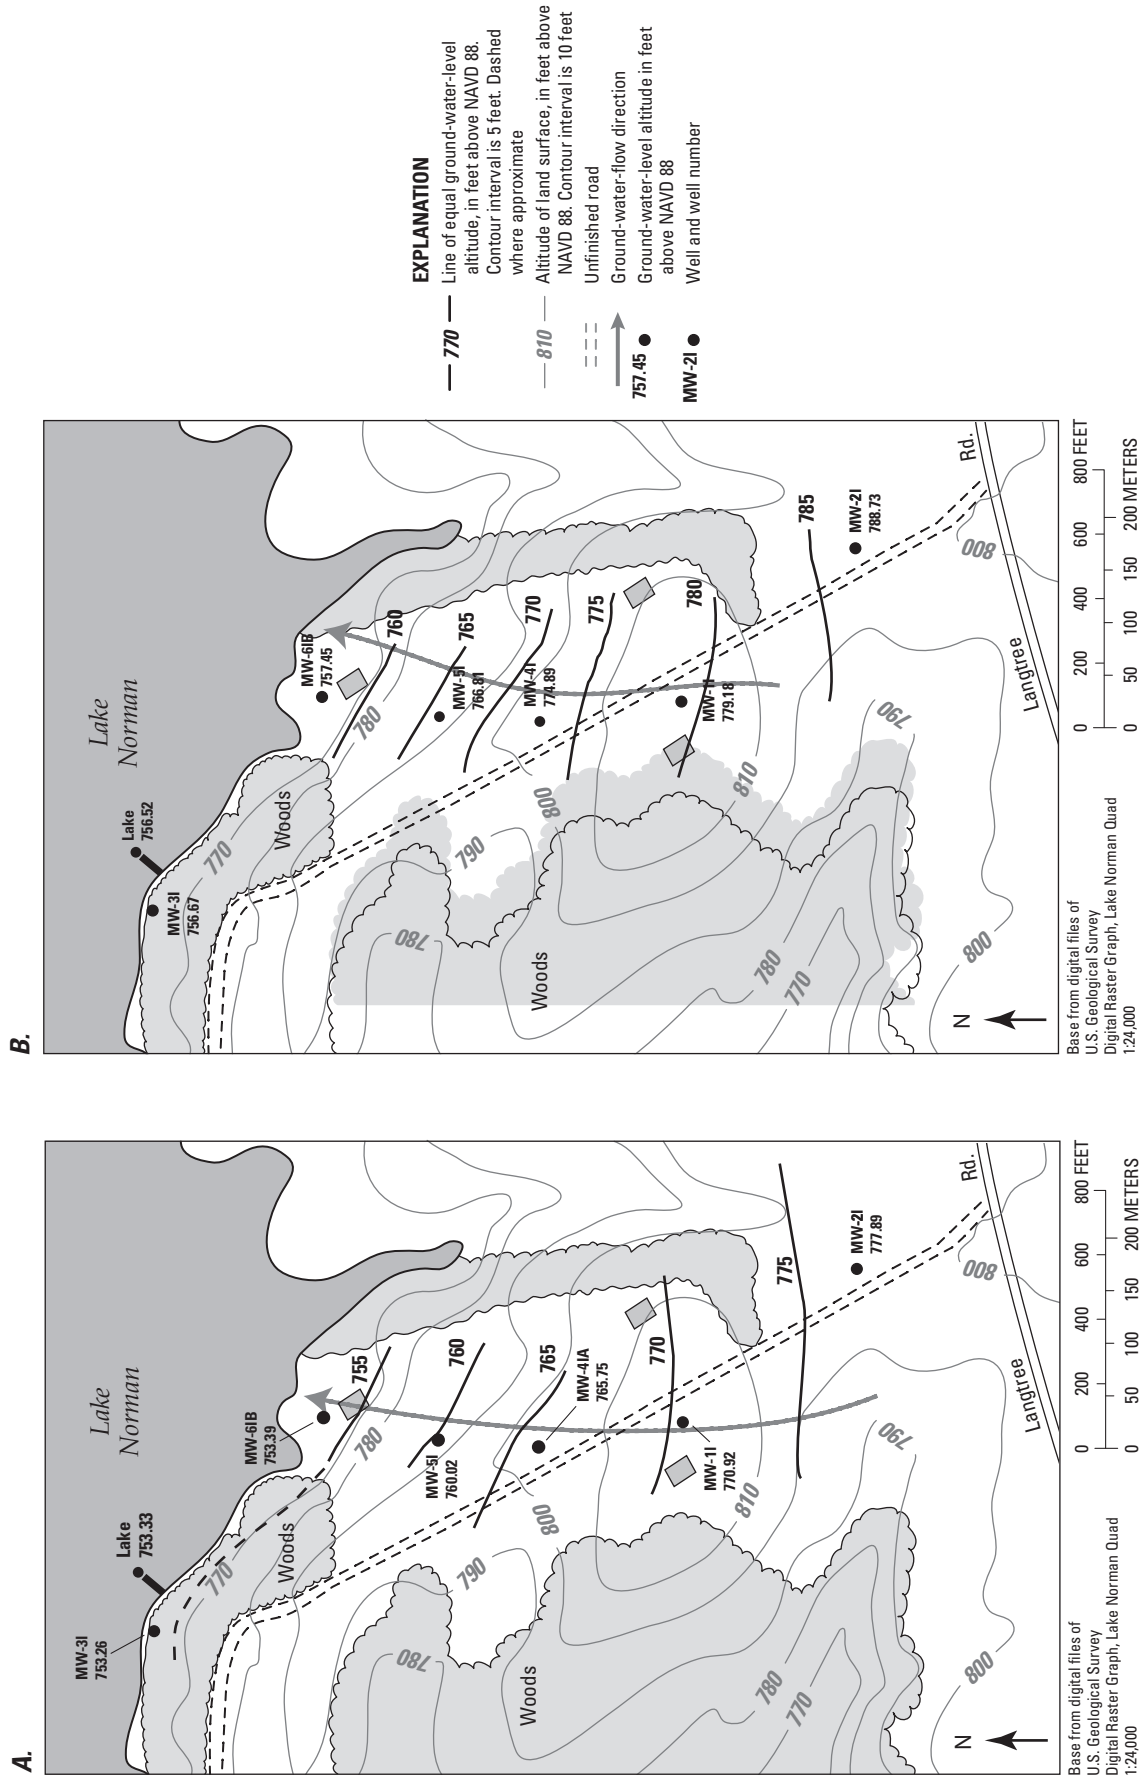 A.
Lake
Norman
Lake
753.33
MW-3I
753.26
MW-6IB
753.39
770
Woods
755
780
760
MW-5I
760.02
765
MW-4IA
765.75
790
800
780
770
Woods
MW-1I
770.92
810
775
MW-2I
777.89
780
770
790
800
800
N
Langtree
Rd.
Base from digital files of
U.S. Geological Survey
Digital Raster Graph, Lake Norman Quad
1:24,000
0 200 400 600 800 FEET
0 50 100 150 200 METERS
B.
Lake
Norman
Lake
756.52
MW-3I
756.67
MW-6IB
757.45
770
Woods
760
780
765
MW-5I
766.81
770
MW-4I
774.89
775
790
800
780
Woods
780
MW-1I
779.18
810
785
MW-2I
788.73
780
770
790
800
800
N
Langtree
Rd.
Base from digital files of
U.S. Geological Survey
Digital Raster Graph, Lake Norman Quad
1:24,000
0 200 400 600 800 FEET
0 50 100 150 200 METERS
EXPLANATION
770 Line of equal ground-water-level
altitude, in feet above NAVD 88.
Contour interval is 5 feet. Dashed
where approximate
810 Altitude of land surface, in feet above
NAVD 88. Contour interval is 10 feet
Unfinished road
Ground-water-flow direction
757.45 Ground-water-level altitude in feet
above NAVD 88
MW-2I Well and well number